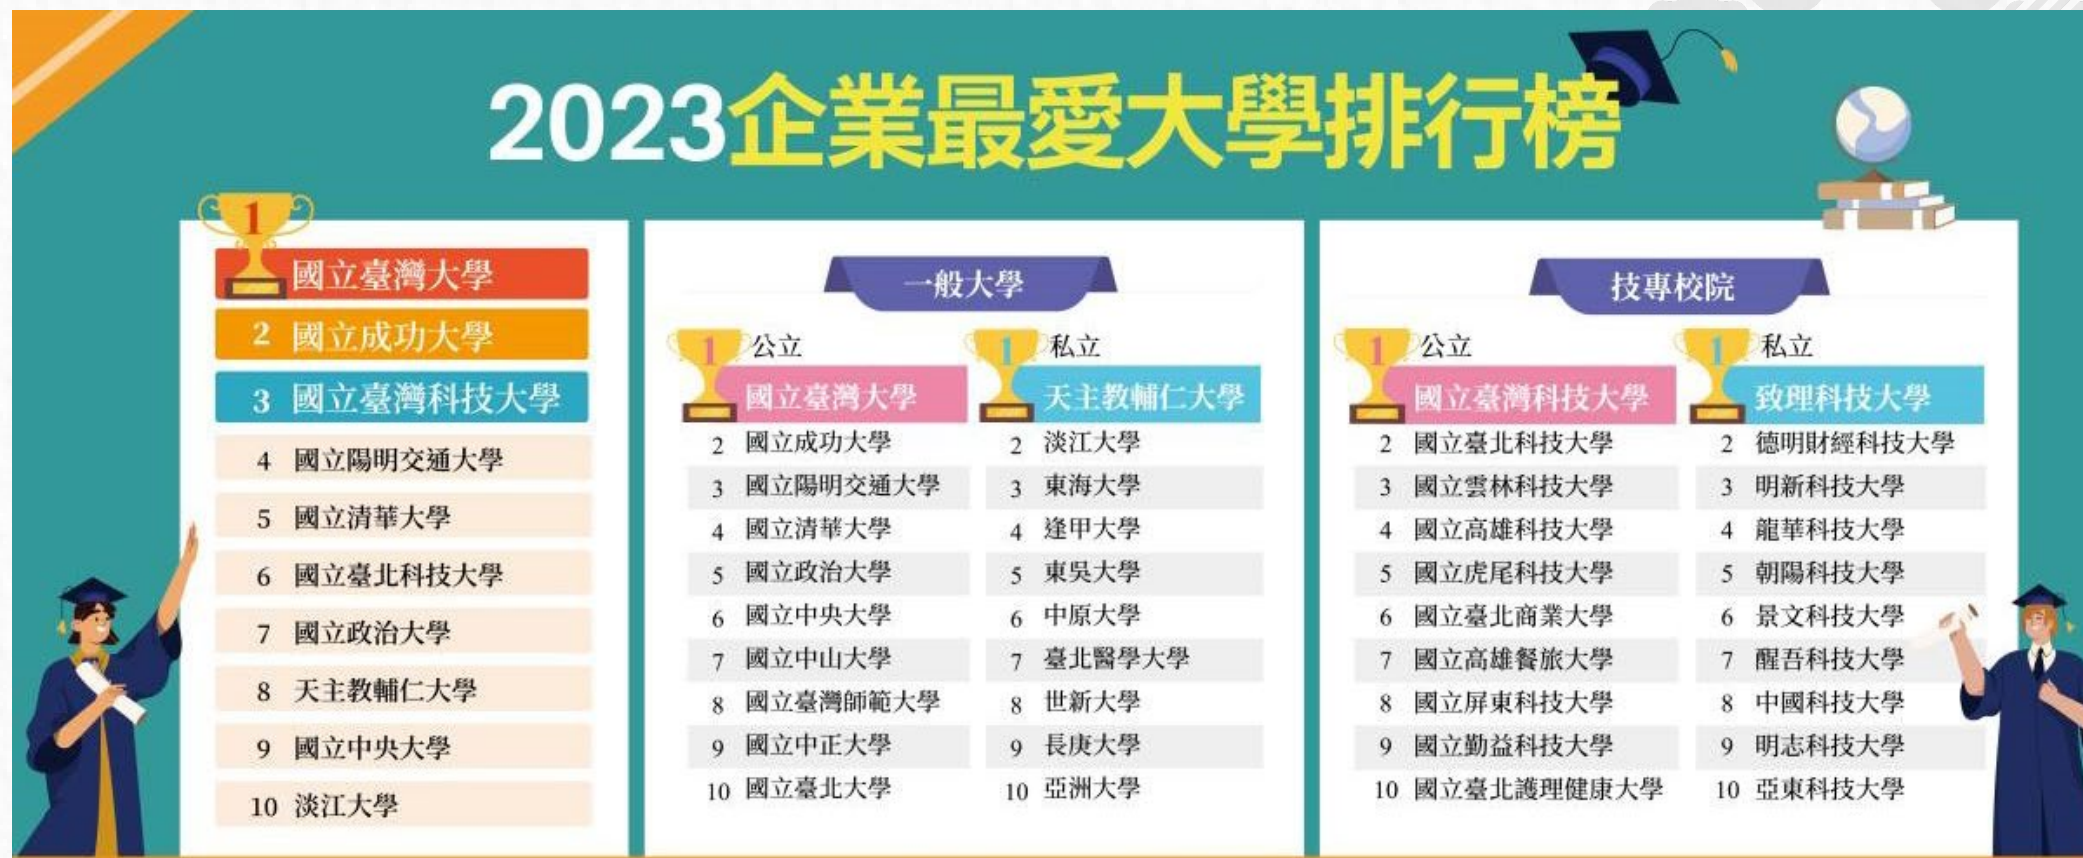 2023企業最愛大學排行榜
1 國立臺灣大學
2 國立成功大學
3 國立臺灣科技大學
4 國立陽明交通大學
5 國立清華大學
6 國立臺北科技大學
7 國立政治大學
8 天主教輔仁大學
9 國立中央大學
10 淡江大學
一般大學
公立
1 國立臺灣大學
2 國立成功大學
3 國立陽明交通大學
4 國立清華大學
5 國立政治大學
6 國立中央大學
7 國立中山大學
8 國立臺灣師範大學
9 國立中正大學
10 國立臺北大學
私立
1 天主教輔仁大學
2 淡江大學
3 東海大學
4 逢甲大學
5 東吳大學
6 中原大學
7 臺北醫學大學
8 世新大學
9 長庚大學
10 亞洲大學
技專校院
公立
1 國立臺灣科技大學
2 國立臺北科技大學
3 國立雲林科技大學
4 國立高雄科技大學
5 國立虎尾科技大學
6 國立臺北商業大學
7 國立高雄餐旅大學
8 國立屏東科技大學
9 國立勤益科技大學
10 國立臺北護理健康大學
私立
1 致理科技大學
2 德明財經科技大學
3 明新科技大學
4 龍華科技大學
5 朝陽科技大學
6 景文科技大學
7 醒吾科技大學
8 中國科技大學
9 明志科技大學
10 亞東科技大學